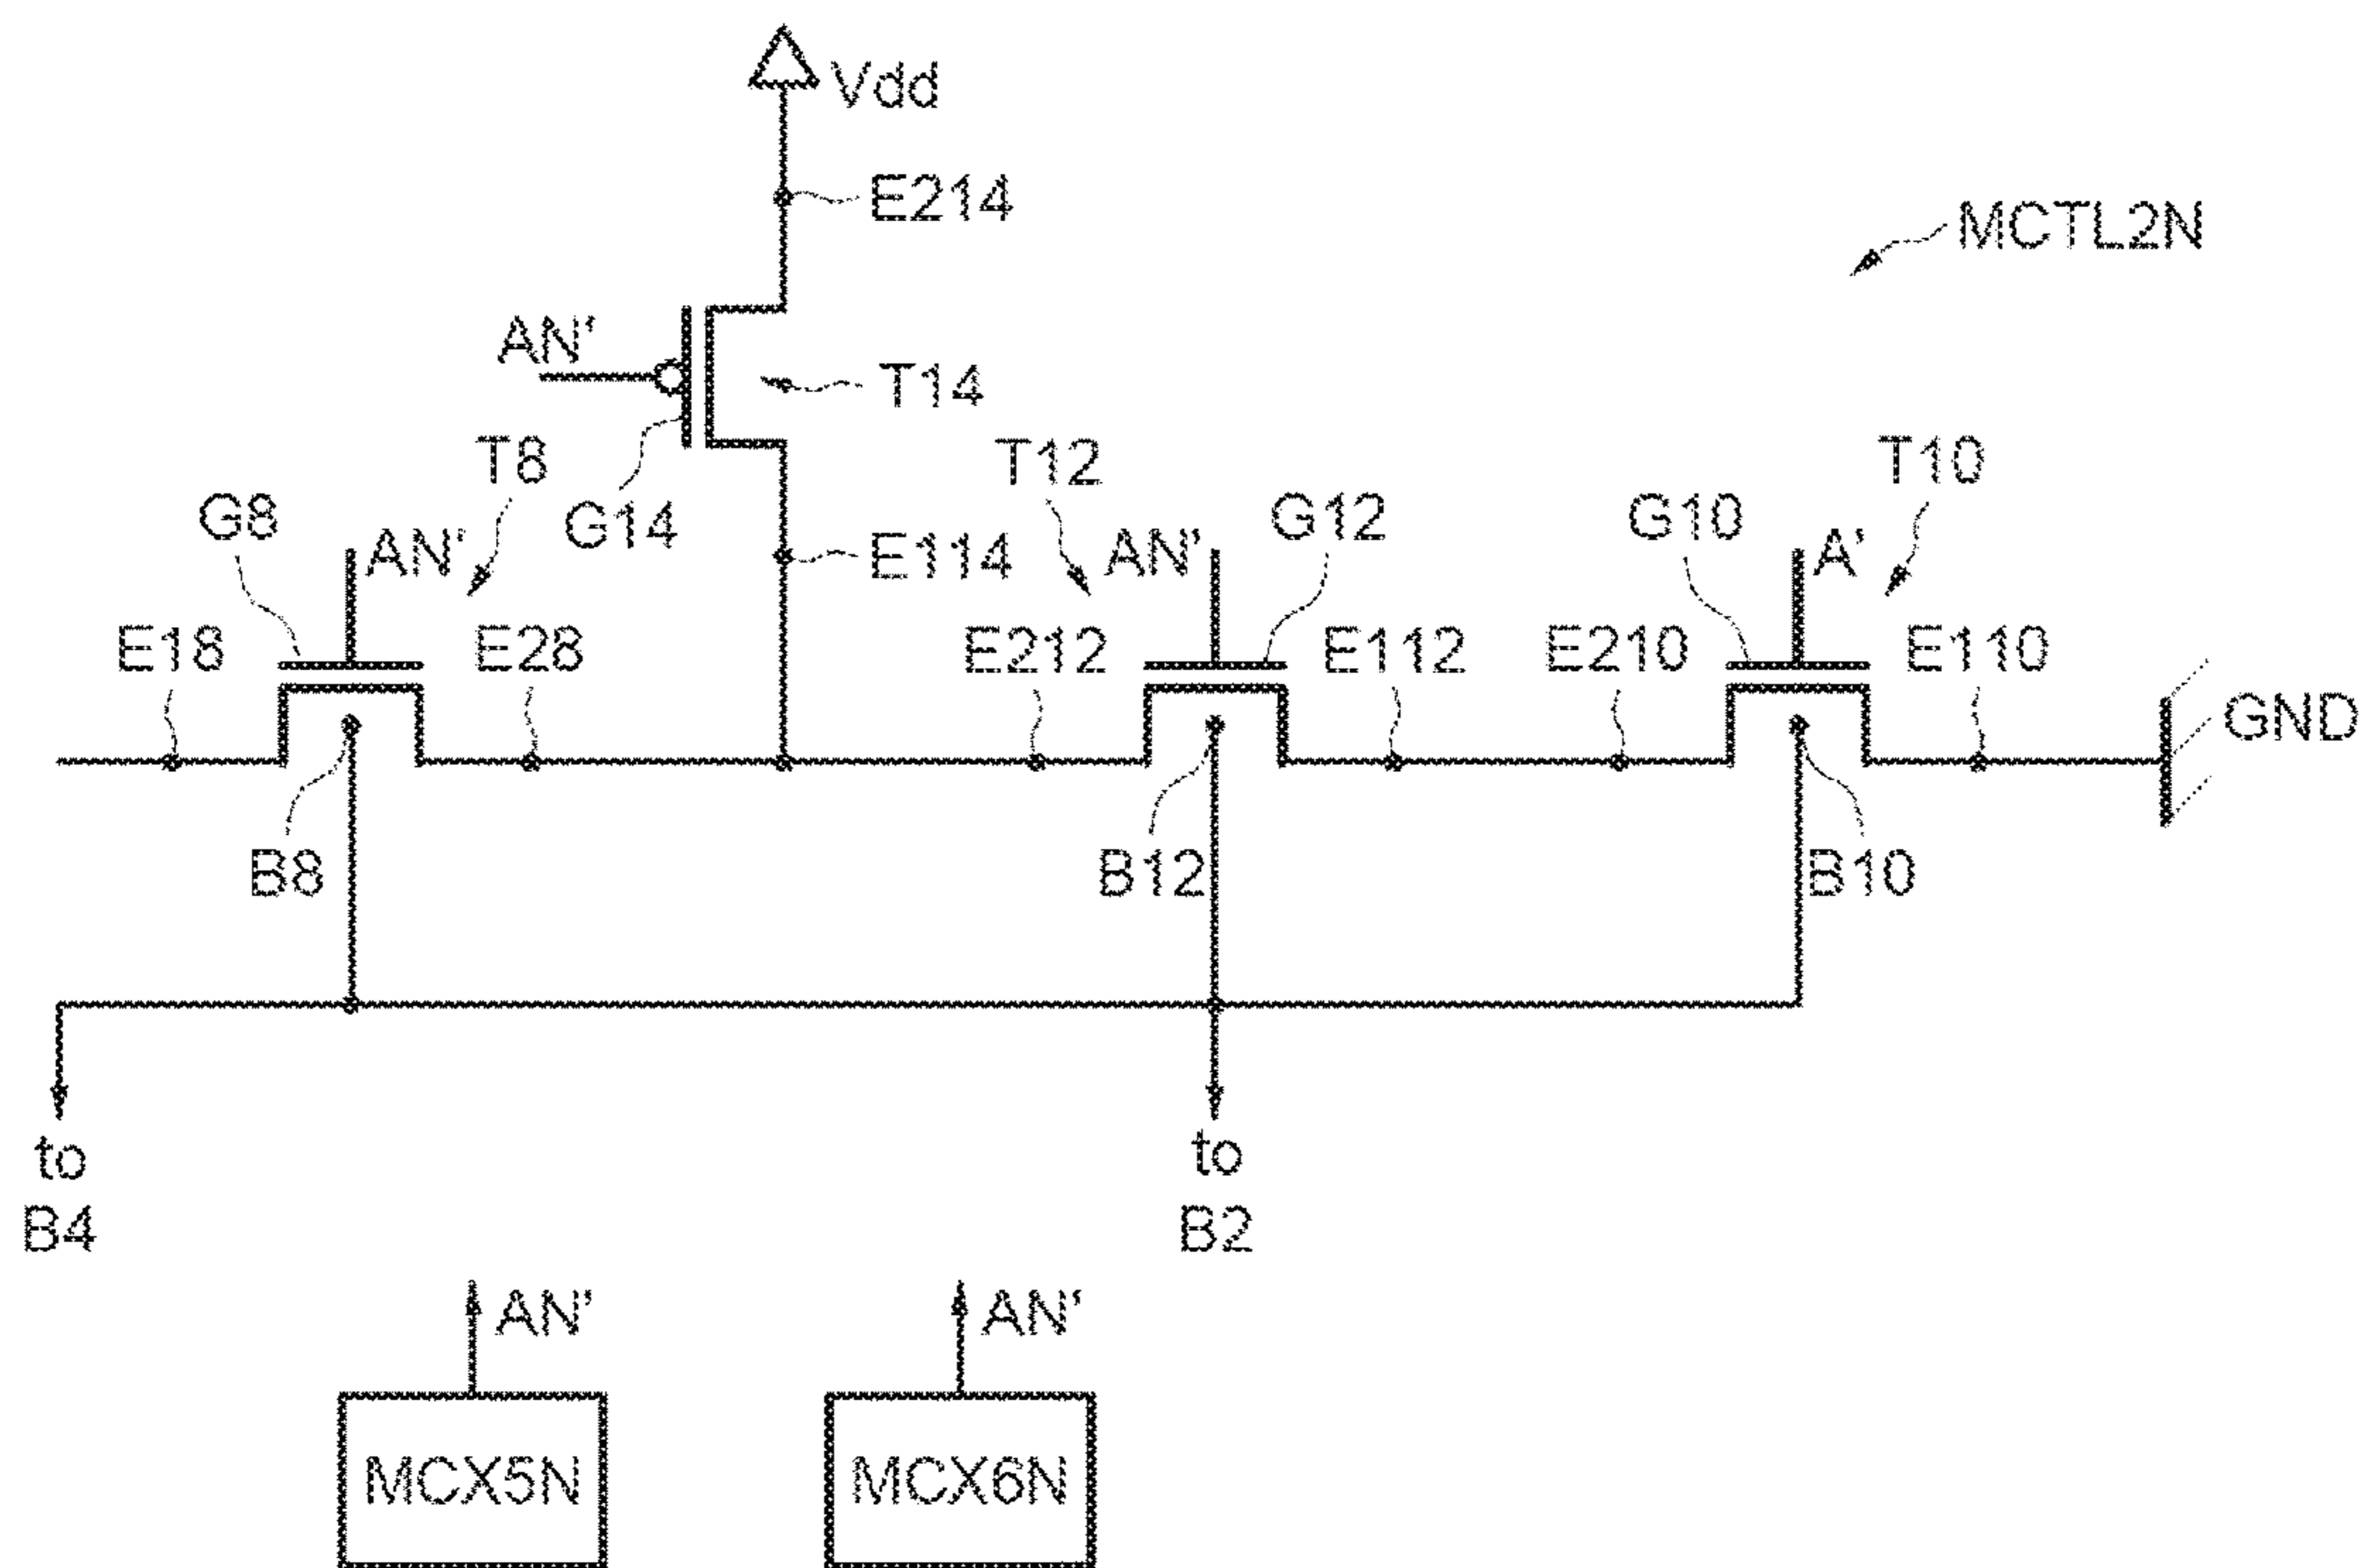 Vdd
E214
MCTL2N
AN'
T14
T8
T12
T10
G8
G14
G12
G10
AN'
E114
AN'
A'
E18
E28
E212
E112
E210
E110
GND
B8
B12
B10
to
B4
to
B2
AN'
AN'
MCX5N
MCX6N